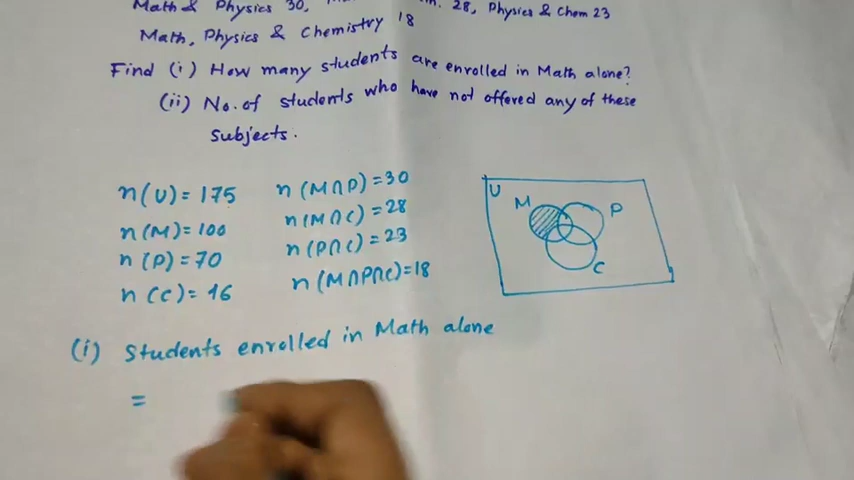 Math & Physics 30, 28, Physics & Chem 23
Math, Physics & Chemistry 18
Find (i) How many students are enrolled in Math alone?
(ii) No. of students who have not offered any of these
subjects.
n(U) = 175
n(M) = 100
n(P) = 70
n(C) = 46
n(M∩P) = 30
n(M∩C) = 28
n(P∩C) = 23
n(M∩P∩C) = 18
U
M
P
C
(i) Students enrolled in Math alone
=